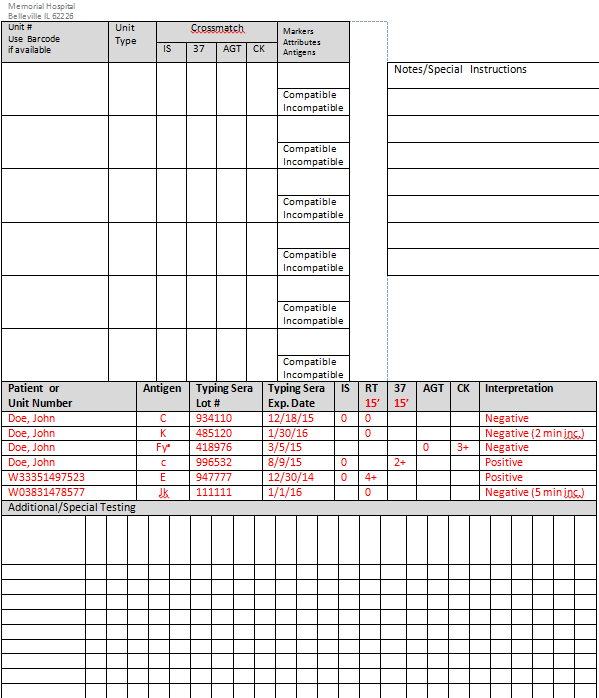 Memorial Hospital
Belleville IL 62226
Unit # Unit Crossmatch Markers
Use Barcode Type Attributes
if available IS 37 AGT CK Antigens
Notes/Special Instructions
Compatible
Incompatible
Compatible
Incompatible
Compatible
Incompatible
Compatible
Incompatible
Compatible
Incompatible
Compatible
Incompatible
Patient or Antigen Typing Sera Typing Sera IS RT 37 AGT CK Interpretation
Unit Number Lot # Exp. Date 15' 15'
Doe, John C 934110 12/18/15 0 0 Negative
Doe, John K 485120 1/30/16 0 Negative (2 min inc.)
Doe, John Fyª 418976 3/5/15 0 3+ Negative
Doe, John c 996532 8/9/15 0 2+ Positive
W33351497523 E 947777 12/30/14 0 4+ Positive
W03831478577 Jk 111111 1/1/16 0 Negative (5 min inc.)
Additional/Special Testing